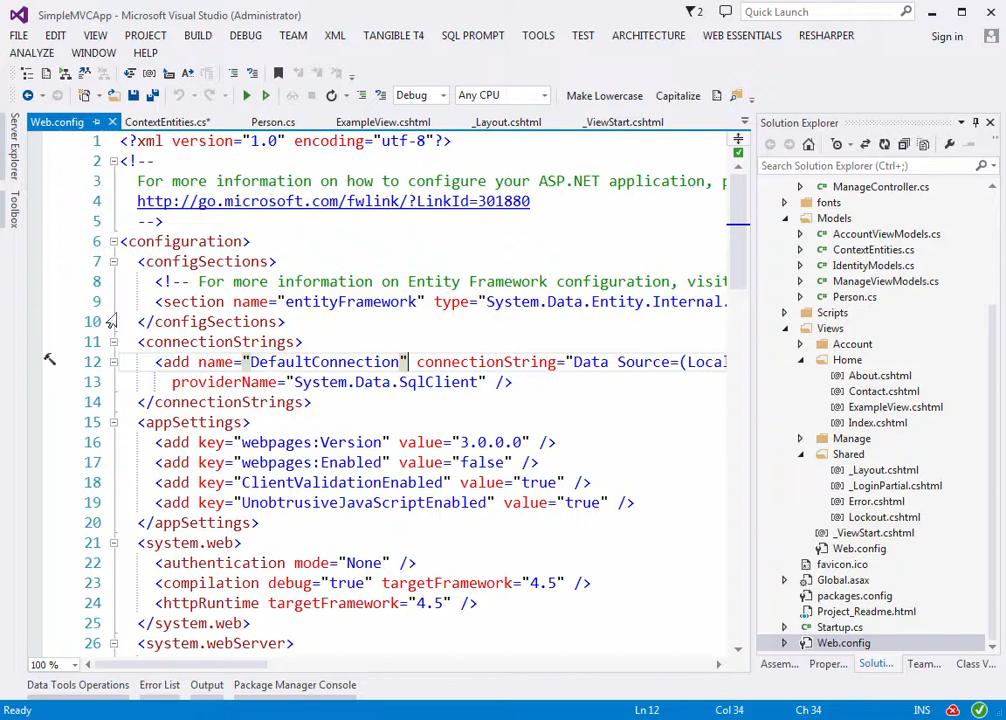 SimpleMVCApp - Microsoft Visual Studio (Administrator)
2
Quick Launch
FILE EDIT VIEW PROJECT BUILD DEBUG TEAM XML TANGIBLE T4 SQL PROMPT TOOLS TEST ARCHITECTURE WEB ESSENTIALS RESHARPER
Sign in
ANALYZE WINDOW HELP
Debug Any CPU Make Lowercase Capitalize
Web.config ContextEntities.cs* Person.cs ExampleView.cshtml _Layout.cshtml _ViewStart.cshtml
Server Explorer
Toolbox
1 <?xml version="1.0" encoding="utf-8"?>
2 <!--
3 For more information on how to configure your ASP.NET application, p
4 http://go.microsoft.com/fwlink/?LinkId=301880
5 -->
6 <configuration>
7 <configSections>
8 <!-- For more information on Entity Framework configuration, visit
9 <section name="entityFramework" type="System.Data.Entity.Internal.
10 </configSections>
11 <connectionStrings>
12 <add name="DefaultConnection" connectionString="Data Source=(Local
13 providerName="System.Data.SqlClient" />
14 </connectionStrings>
15 <appSettings>
16 <add key="webpages:Version" value="3.0.0.0" />
17 <add key="webpages:Enabled" value="false" />
18 <add key="ClientValidationEnabled" value="true" />
19 <add key="UnobtrusiveJavaScriptEnabled" value="true" />
20 </appSettings>
21 <system.web>
22 <authentication mode="None" />
23 <compilation debug="true" targetFramework="4.5" />
24 <httpRuntime targetFramework="4.5" />
25 </system.web>
26 <system.webServer>
100 %
Solution Explorer
Search Solution Explorer (Ctrl+;)
ManageController.cs
fonts
Models
AccountViewModels.cs
ContextEntities.cs
IdentityModels.cs
ManageViewModels.cs
Person.cs
Scripts
Views
Account
Home
About.cshtml
Contact.cshtml
ExampleView.cshtml
Index.cshtml
Manage
Shared
_Layout.cshtml
_LoginPartial.cshtml
Error.cshtml
Lockout.cshtml
_ViewStart.cshtml
Web.config
favicon.ico
Global.asax
packages.config
Project_Readme.html
Startup.cs
Web.config
Assem... Proper... Soluti... Team... Class V...
Data Tools Operations Error List Output Package Manager Console
Ready Ln 12 Col 34 Ch 34 INS